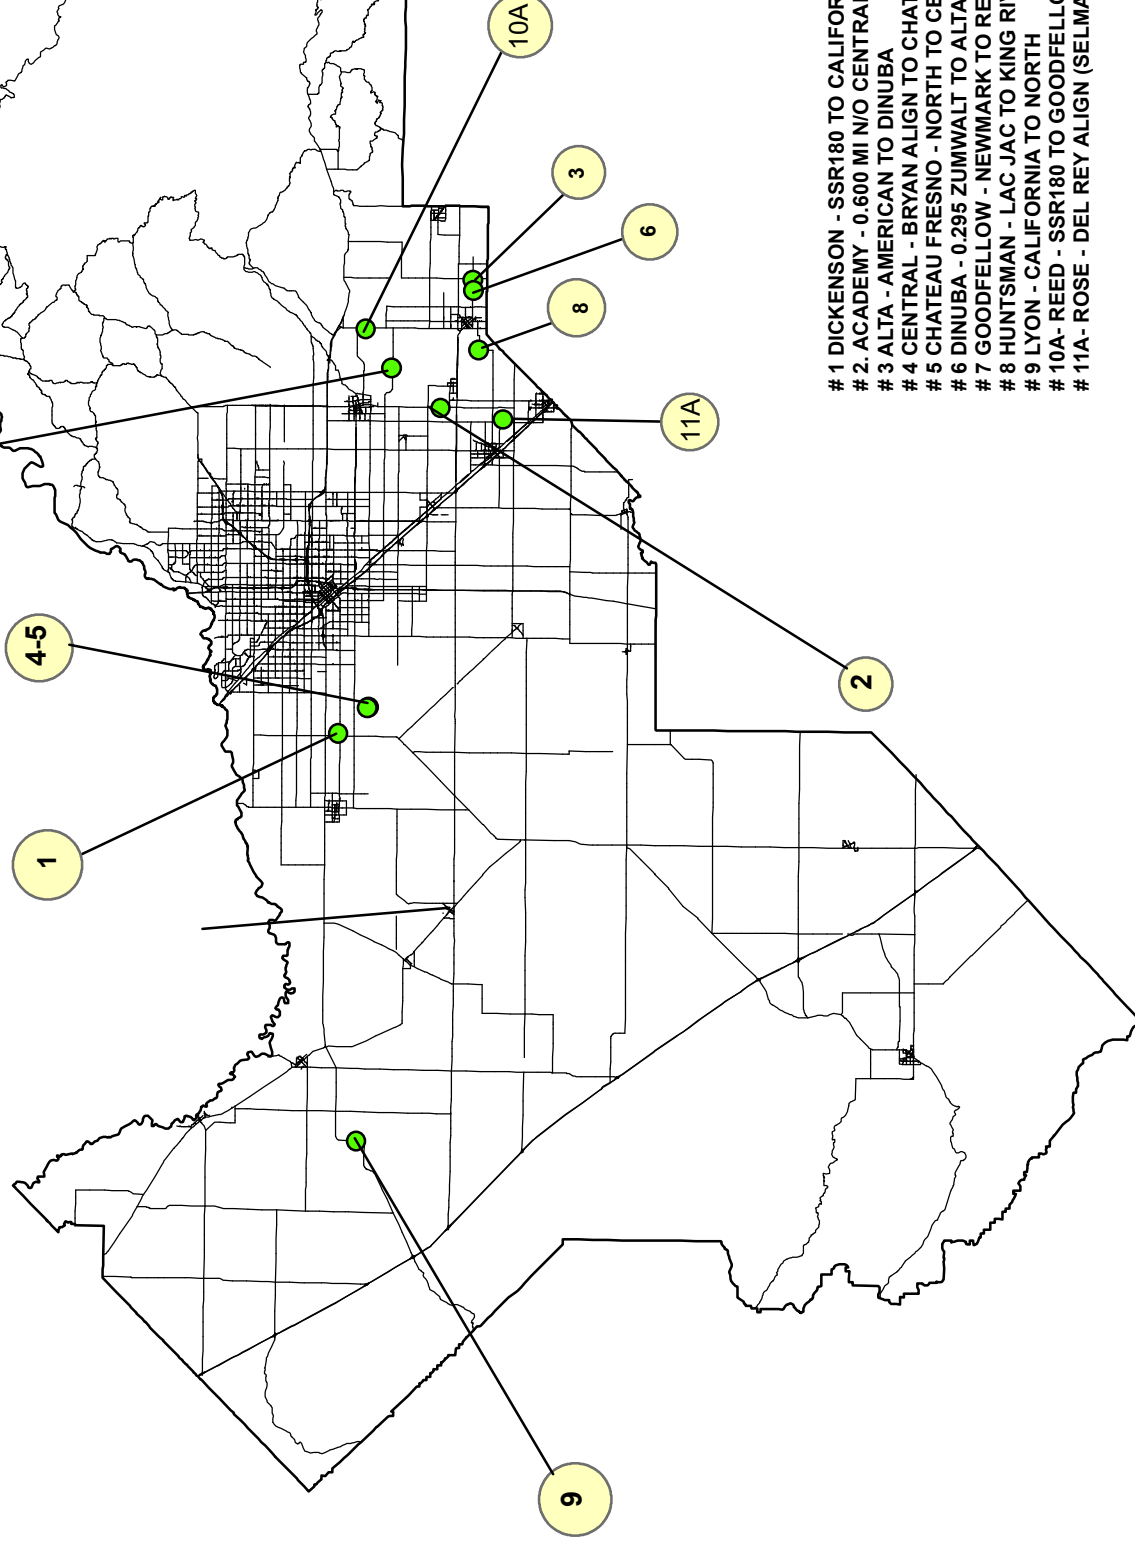 10A
3
6
8
11A
4-5
2
1
9
# 1 DICKENSON - SSR180 TO CALIFOR
# 2. ACADEMY - 0.600 MI N/O CENTRAL
# 3 ALTA - AMERICAN TO DINUBA
# 4 CENTRAL - BRYAN ALIGN TO CHAT
# 5 CHATEAU FRESNO - NORTH TO CE
# 6 DINUBA - 0.295 ZUMWALT TO ALTA
# 7 GOODFELLOW - NEWMARK TO RE
# 8 HUNTSMAN - LAC JAC TO KING RI
# 9 LYON - CALIFORNIA TO NORTH
# 10A- REED - SSR180 TO GOODFELLO
# 11A- ROSE - DEL REY ALIGN (SELMA